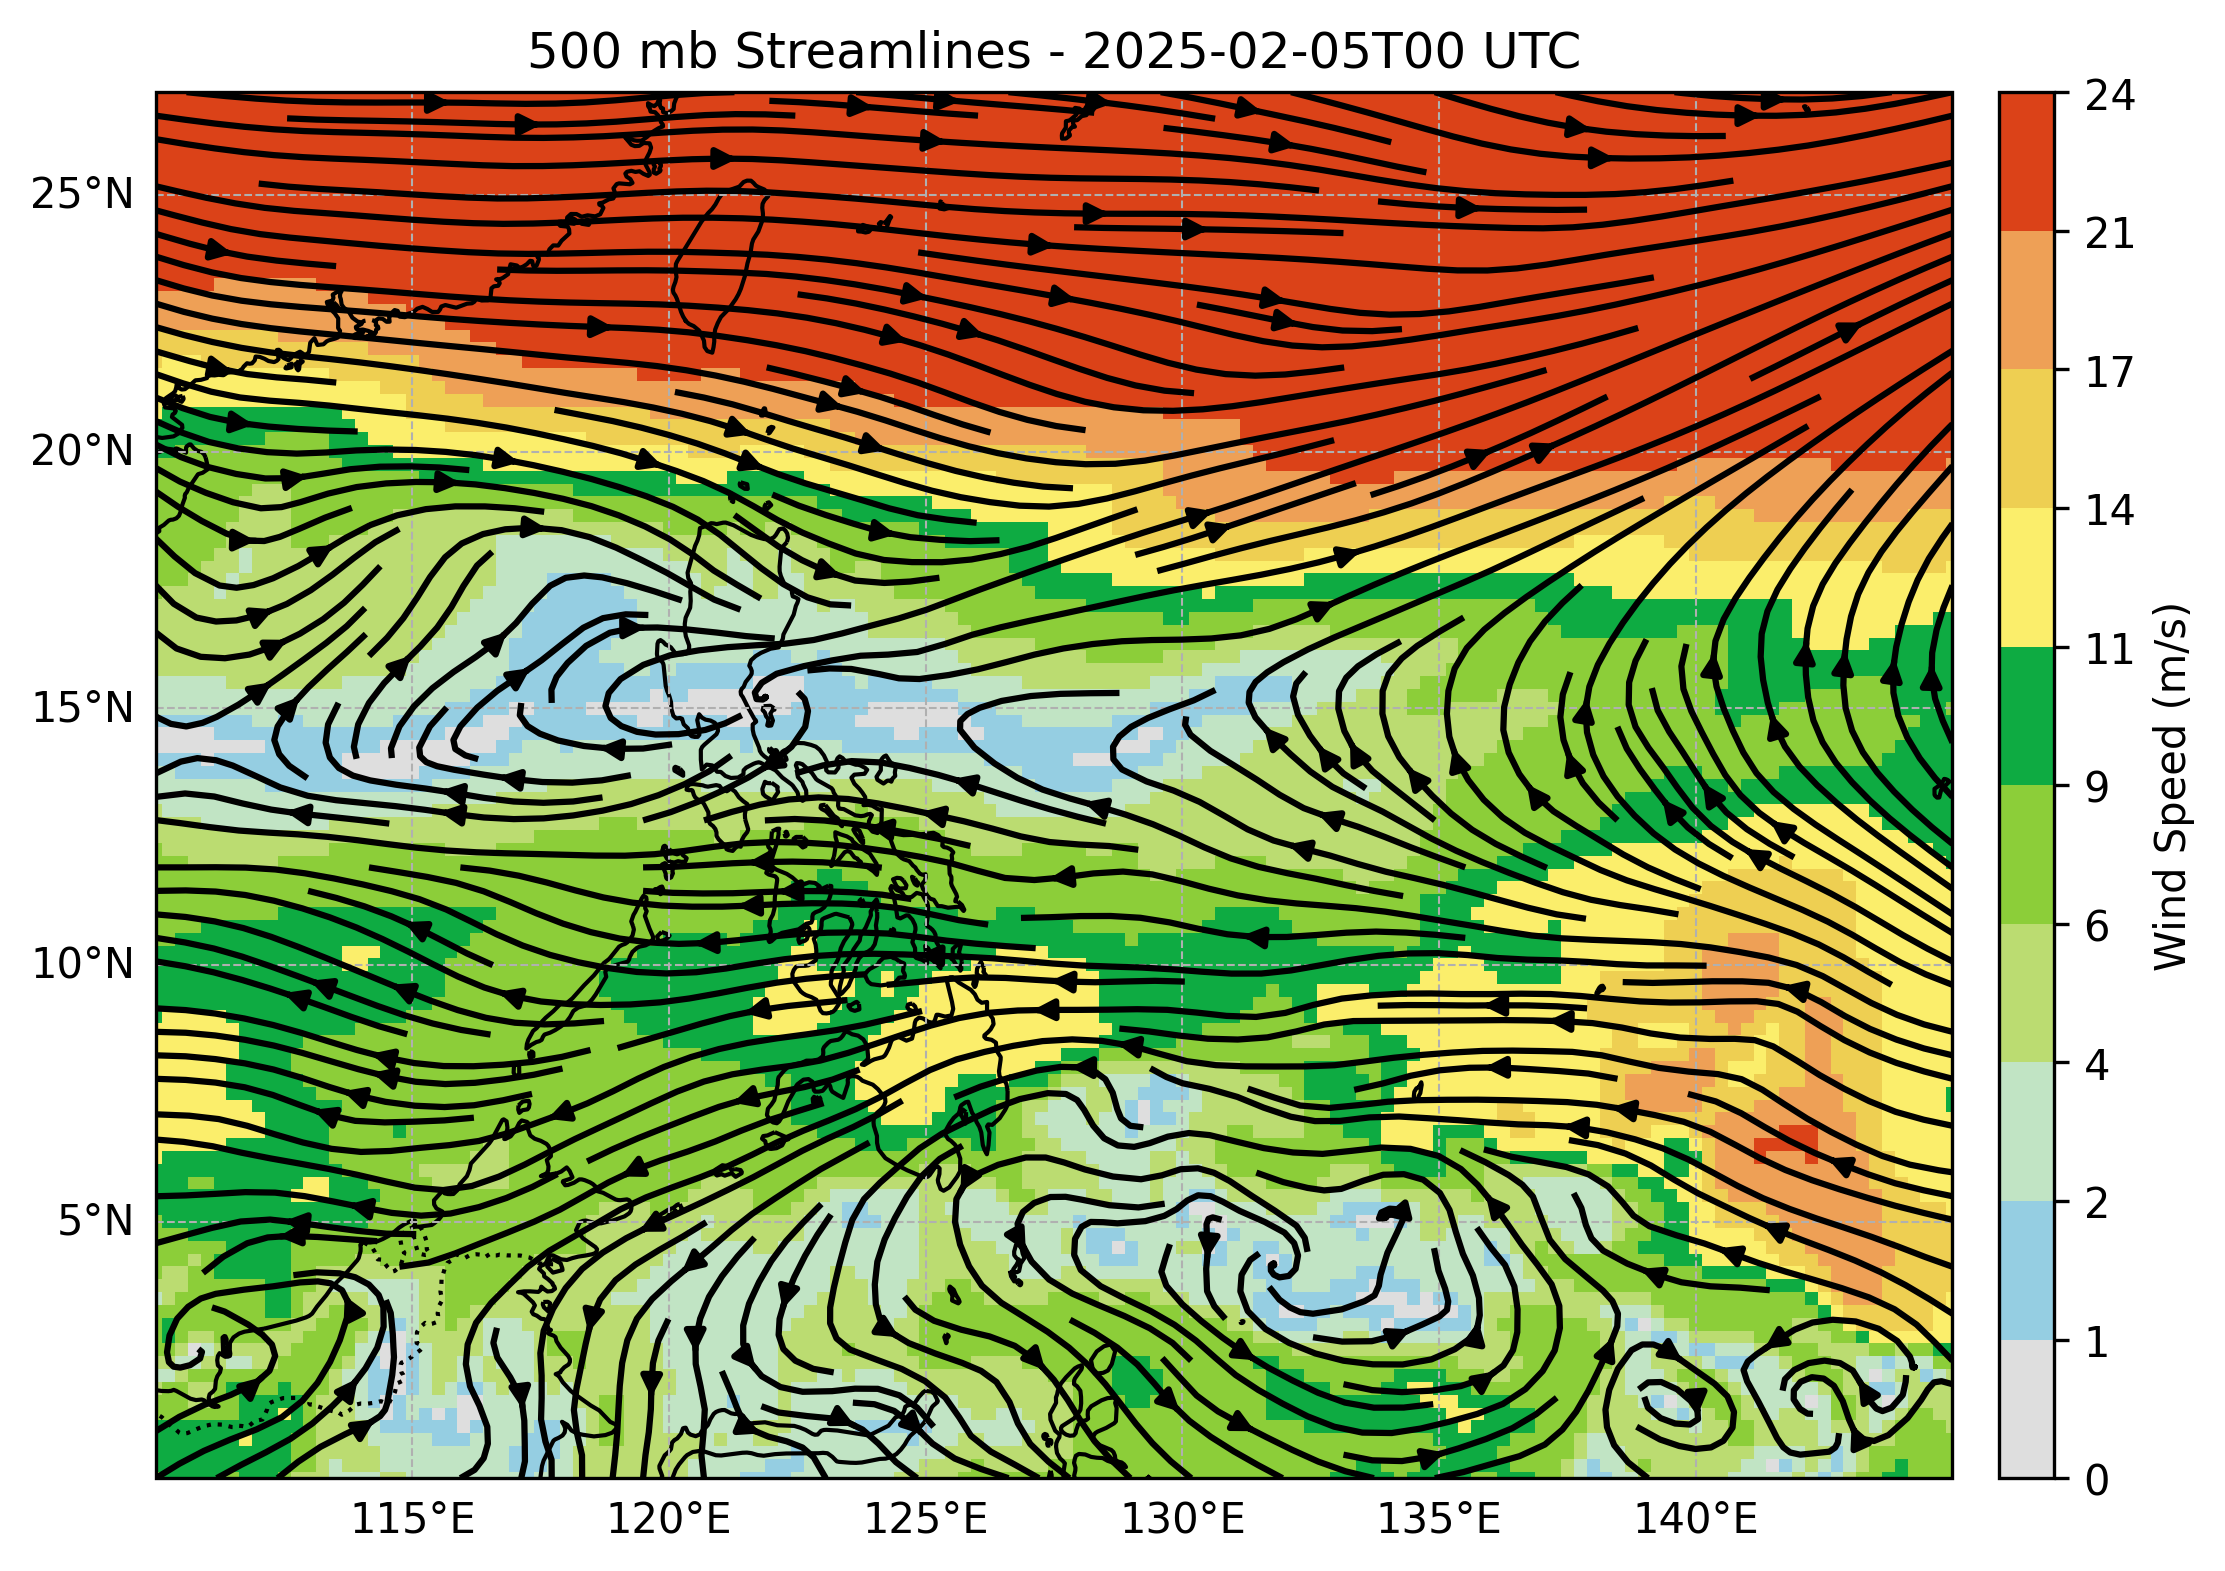 500 mb Streamlines - 2025-02-05T00 UTC
25°N
20°N
15°N
10°N
5°N
115°E
120°E
125°E
130°E
135°E
140°E
24
21
17
14
11
9
6
4
2
1
0
Wind Speed (m/s)